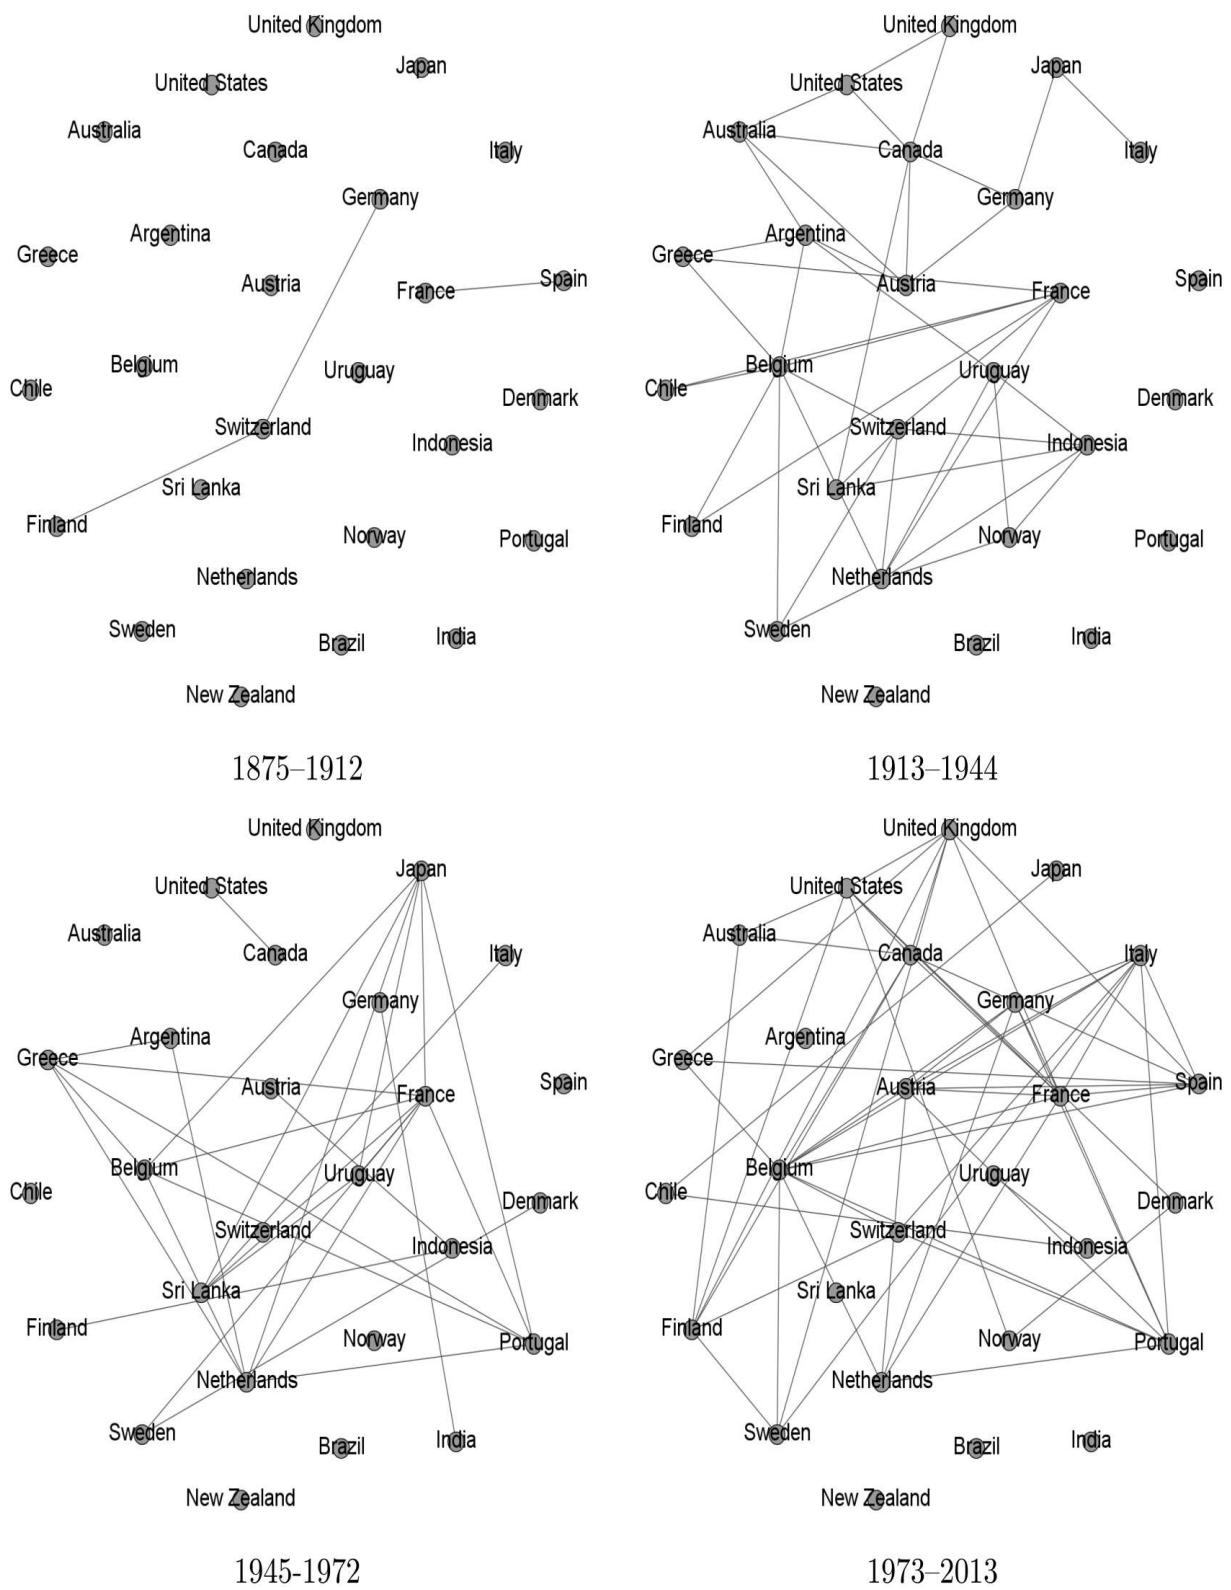 United Kingdom
Japan
United States
Australia
Canada
Italy
Germany
Argentina
Greece
Austria
France
Spain
Belgium
Uruguay
Chile
Denmark
Switzerland
Indonesia
Sri Lanka
Finland
Norway
Portugal
Netherlands
Sweden
Brazil
India
New Zealand
1875–1912
United Kingdom
Japan
United States
Australia
Canada
Italy
Germany
Argentina
Greece
Austria
France
Spain
Belgium
Uruguay
Chile
Denmark
Switzerland
Indonesia
Sri Lanka
Finland
Norway
Portugal
Netherlands
Sweden
Brazil
India
New Zealand
1913–1944
United Kingdom
Japan
United States
Australia
Canada
Italy
Germany
Argentina
Greece
Austria
France
Spain
Belgium
Uruguay
Chile
Denmark
Switzerland
Indonesia
Sri Lanka
Finland
Norway
Portugal
Netherlands
Sweden
Brazil
India
New Zealand
1945-1972
United Kingdom
Japan
United States
Australia
Canada
Italy
Germany
Argentina
Greece
Austria
France
Spain
Belgium
Uruguay
Chile
Denmark
Switzerland
Indonesia
Sri Lanka
Finland
Norway
Portugal
Netherlands
Sweden
Brazil
India
New Zealand
1973–2013